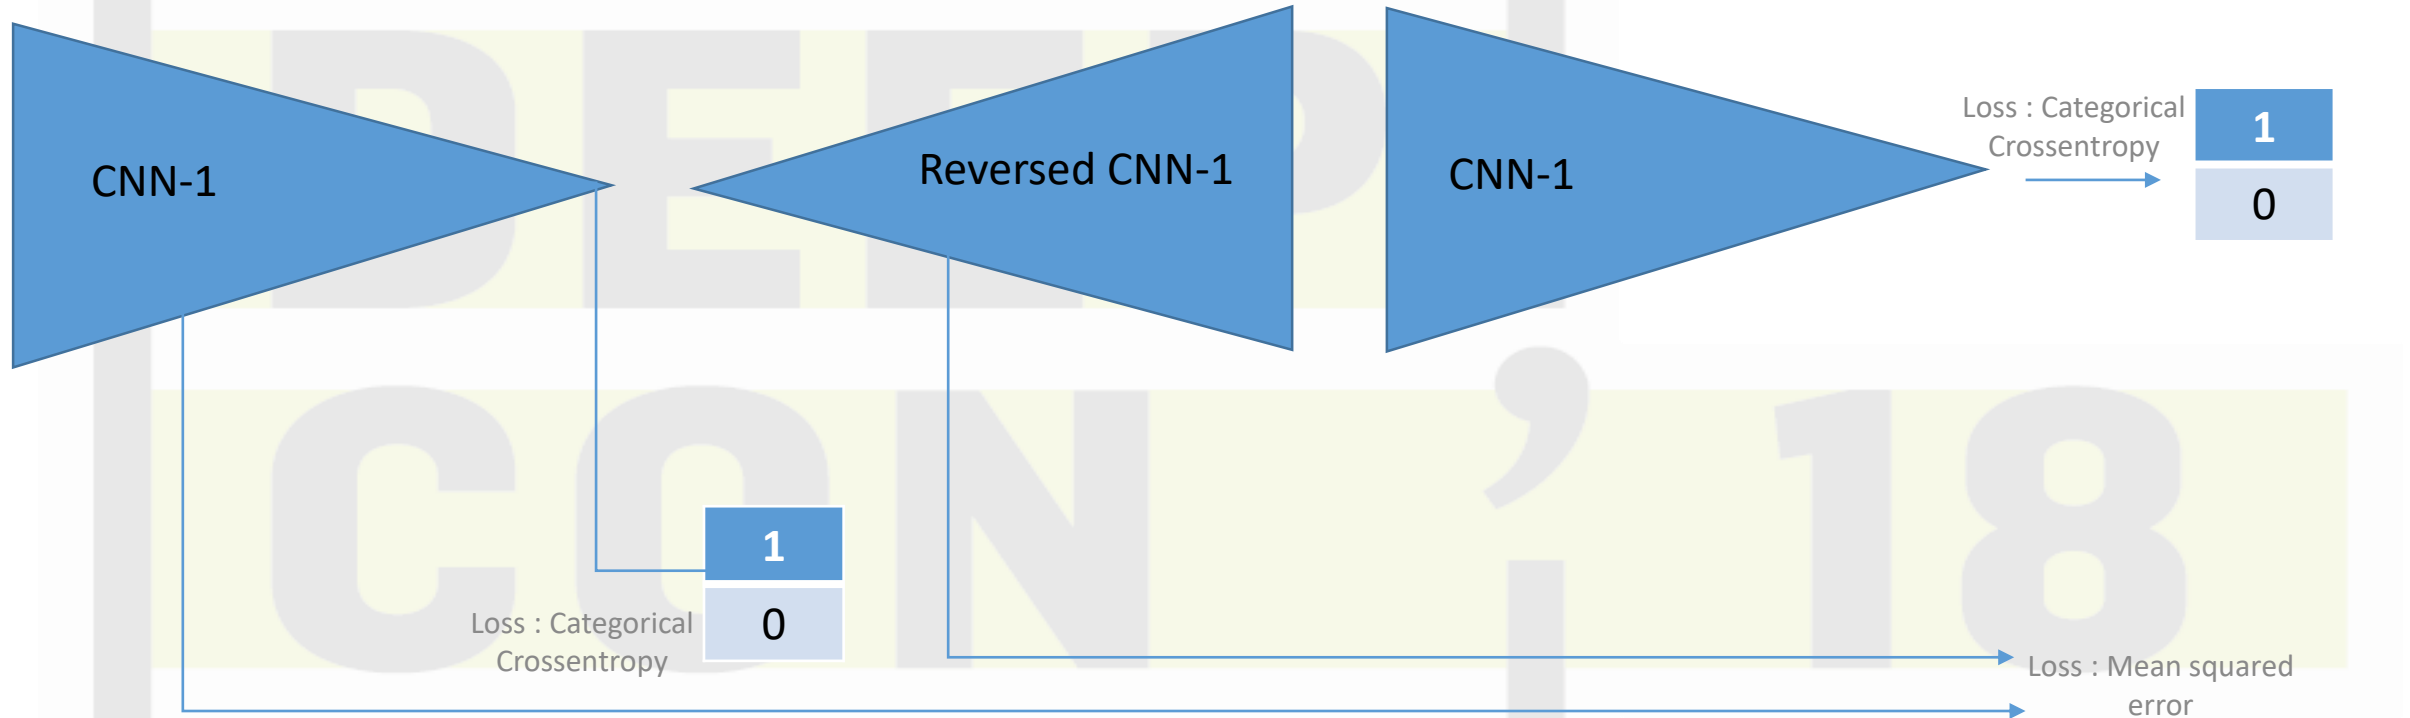 DEEP
CNN-1
Reversed CNN-1
CNN-1
Loss : Categorical
Crossentropy
1
0
CON '18
1
0
Loss : Categorical
Crossentropy
Loss : Mean squared
error